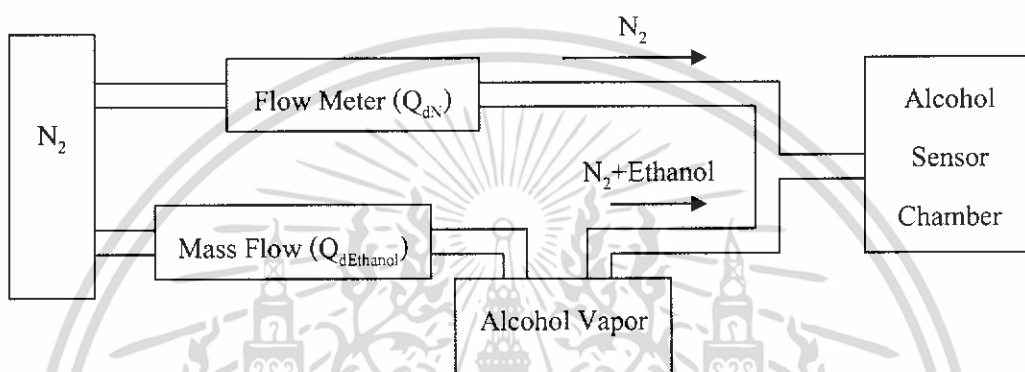 N₂
Flow Meter (Q_dN)
N₂
Alcohol
Sensor
Chamber
N₂+Ethanol
Mass Flow (Q_dEthanol)
Alcohol Vapor